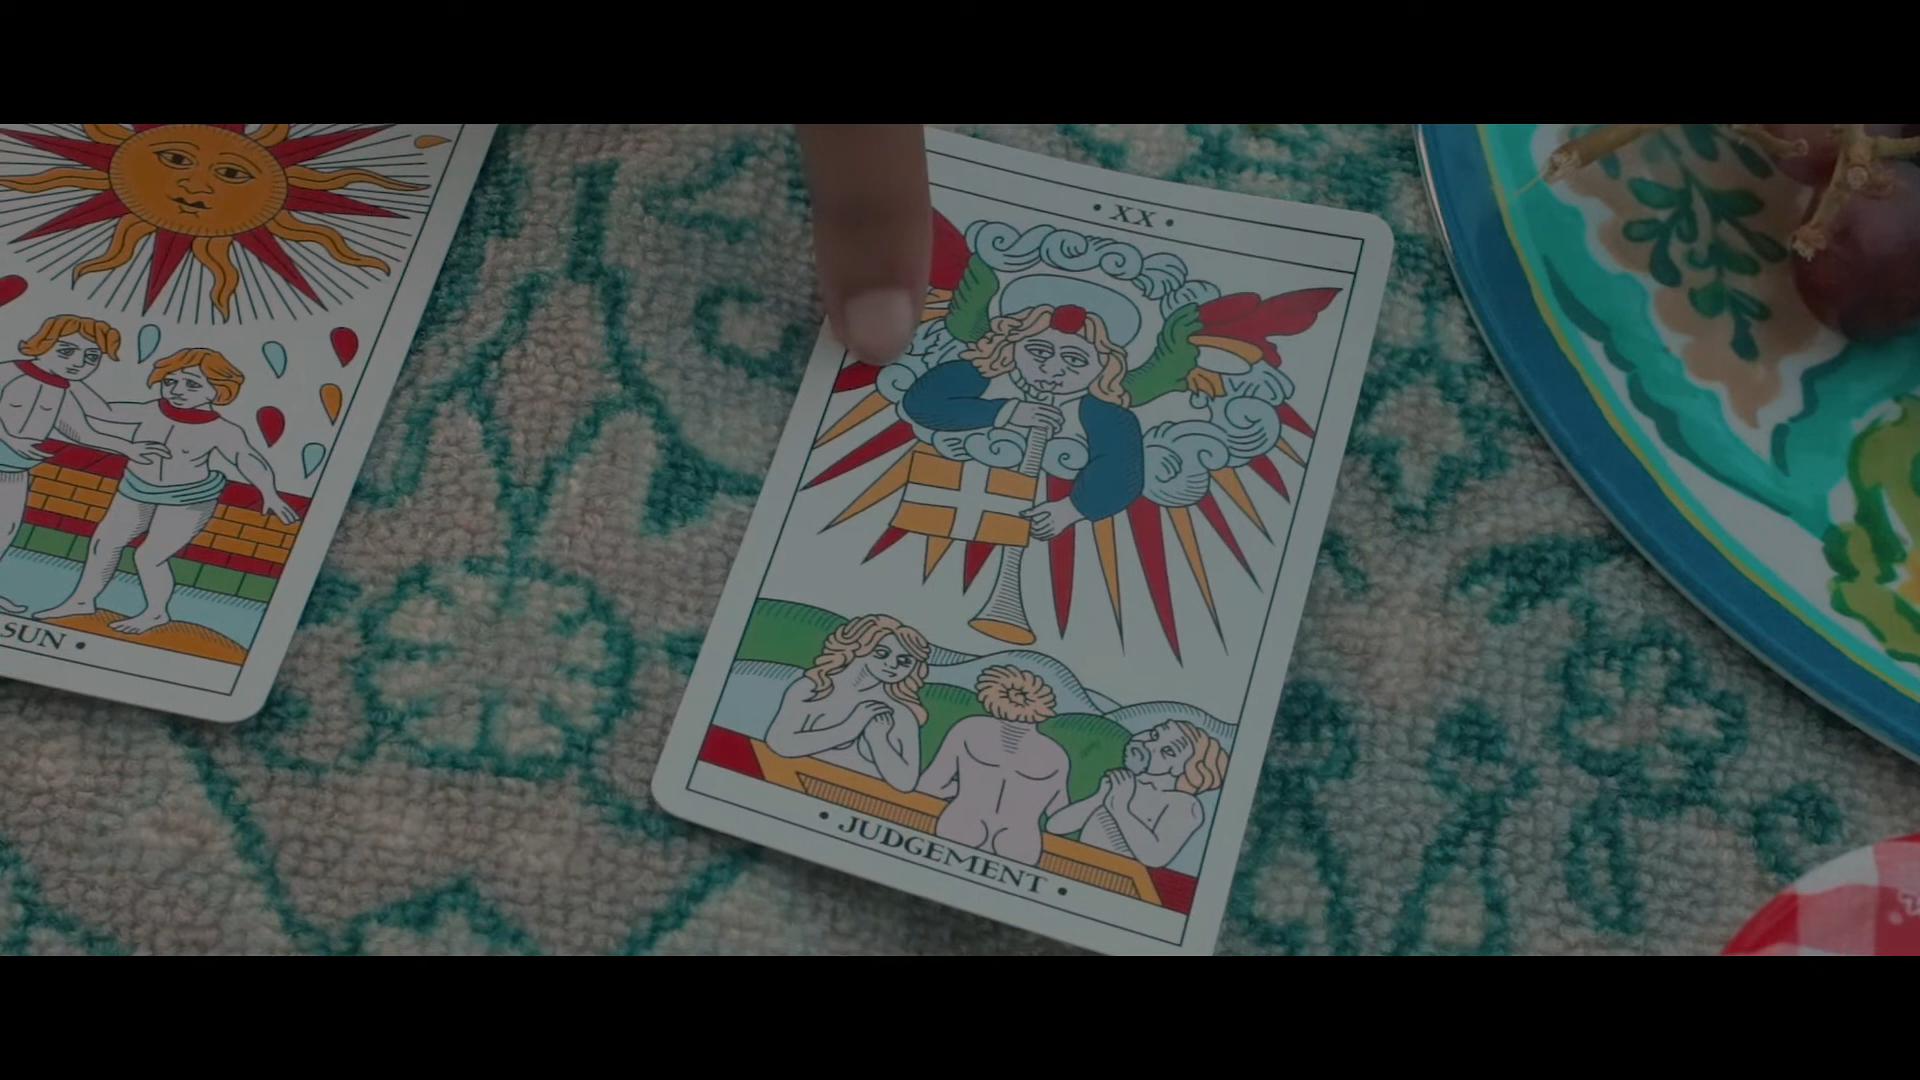 • XX •
SUN •
• JUDGEMENT •